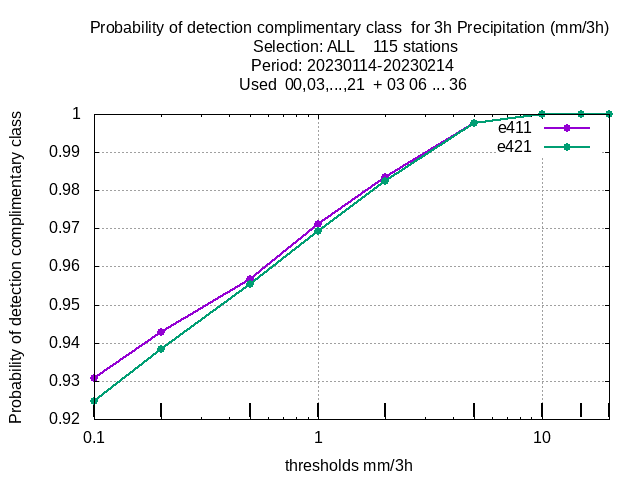 Probability of detection complimentary class  for 3h Precipitation (mm/3h)
Selection: ALL    115 stations
Period: 20230114-20230214
Used  00,03,...,21  + 03 06 ... 36
Probability of detection complimentary class
1
0.99
0.98
0.97
0.96
0.95
0.94
0.93
0.92
e411
e421
0.1
1
10
thresholds mm/3h